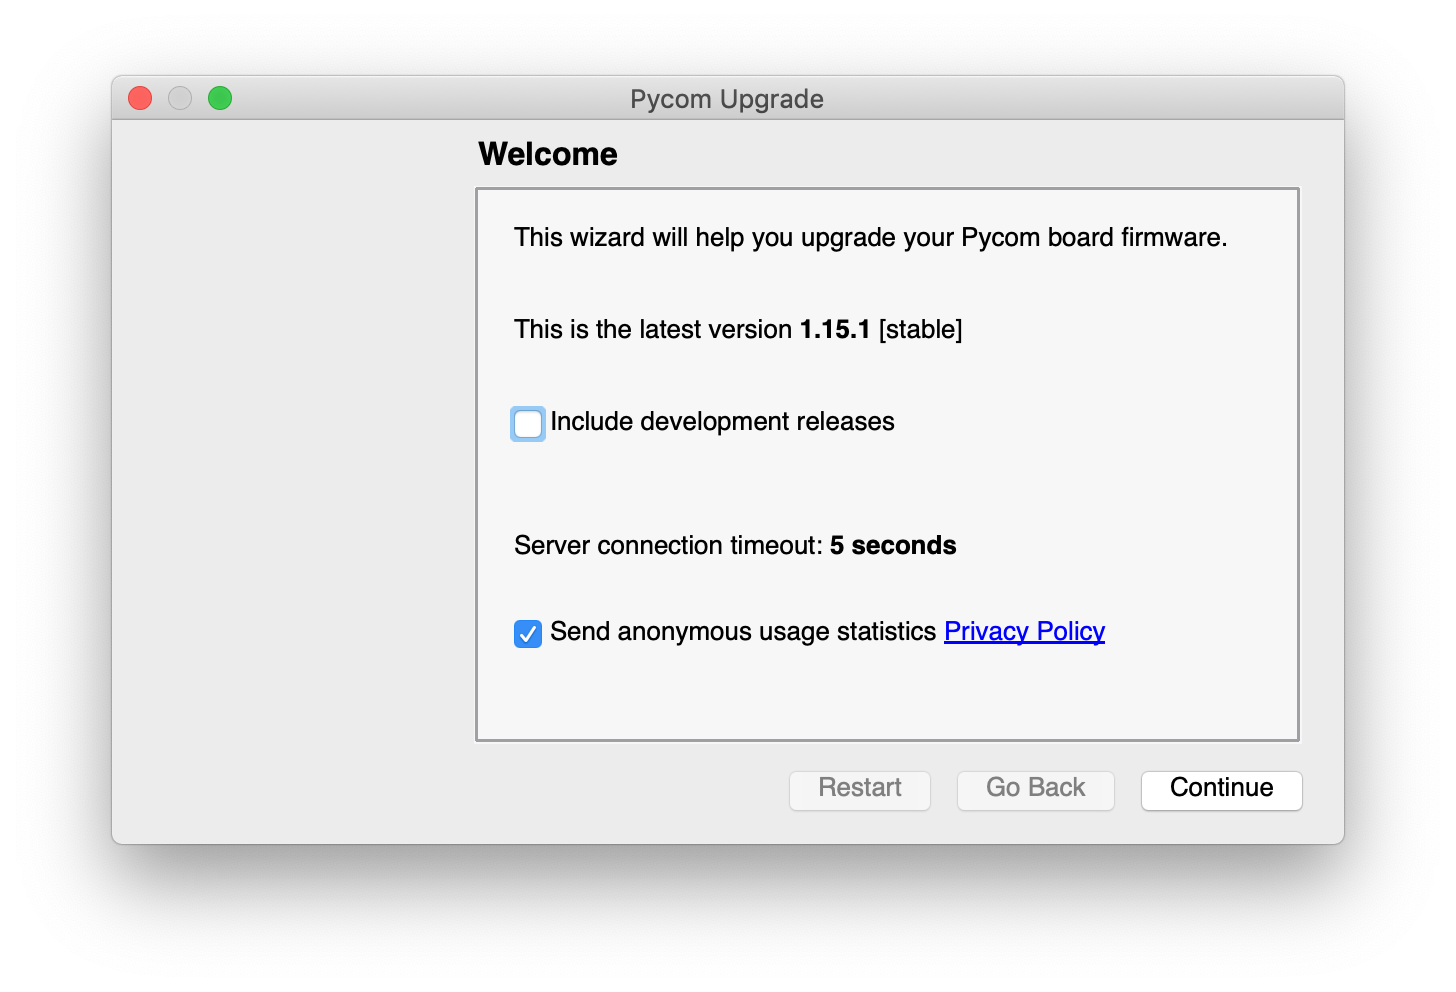 Pycom Upgrade
Welcome
This wizard will help you upgrade your Pycom board firmware.
This is the latest version 1.15.1 [stable]
Include development releases
Server connection timeout: 5 seconds
Send anonymous usage statistics Privacy Policy
Restart Go Back Continue